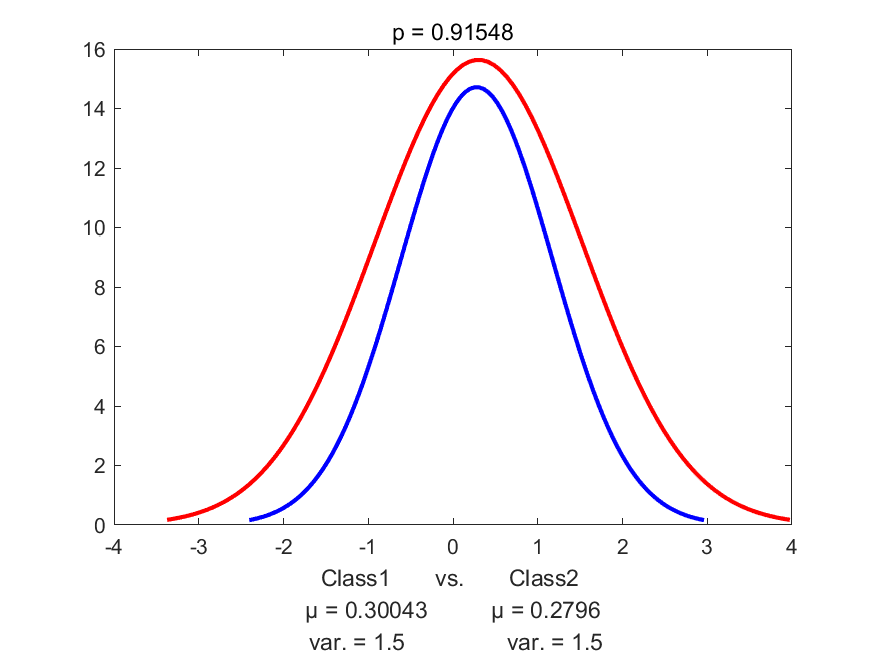 p = 0.91548
16
14
12
10
8
6
4
2
0
-4 -3 -2 -1 0 1 2 3 4
Class1 vs. Class2
μ = 0.30043 μ = 0.2796
var. = 1.5 var. = 1.5